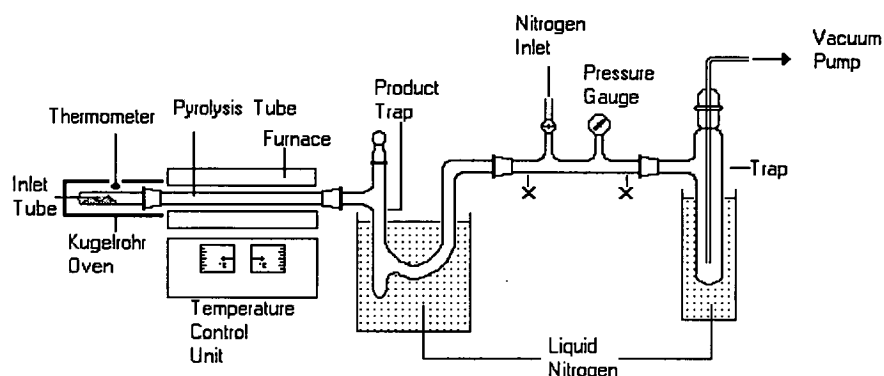 Nitrogen
Inlet
Vacuum
Pump
Pressure
Gauge
Product
Trap
Thermometer
Pyrolysis Tube
Furnace
Inlet
Tube
Trap
Kugelrohr
Oven
Temperature
Control
Unit
Liquid
Nitrogen